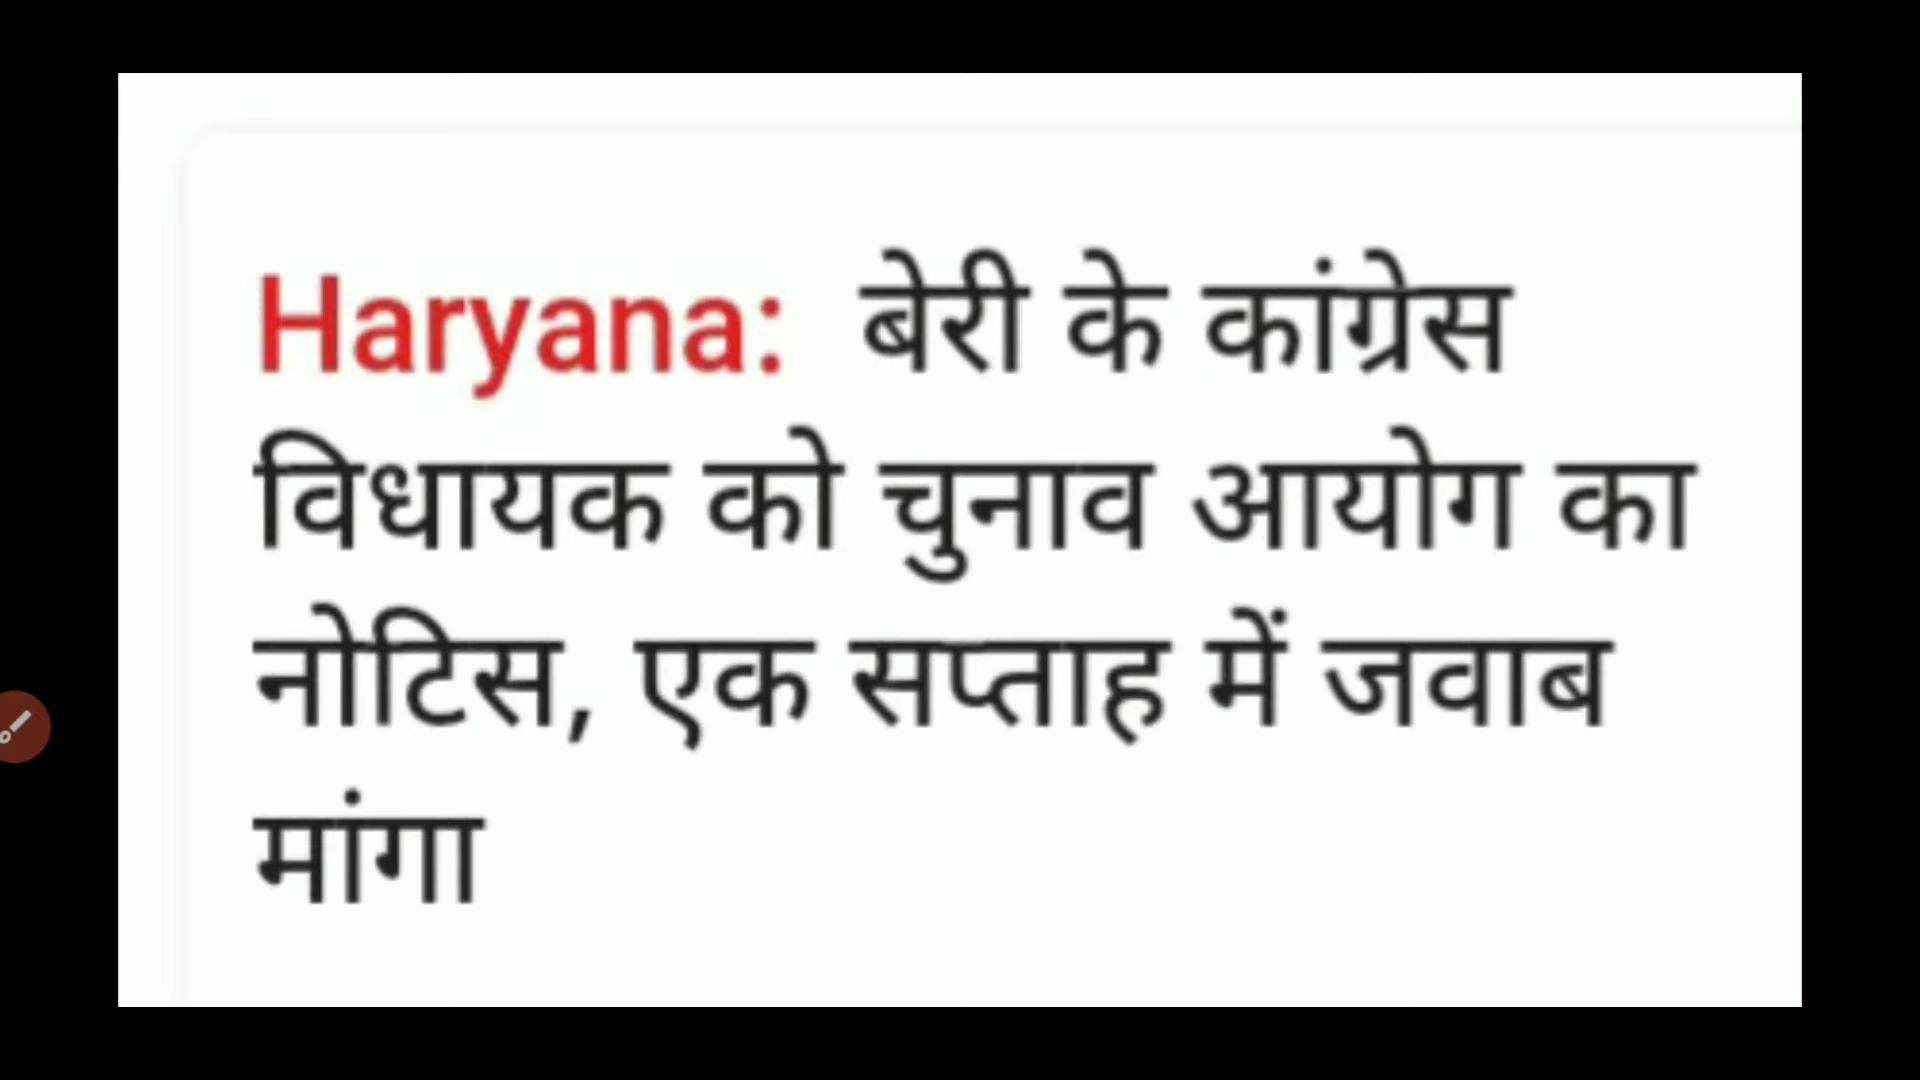 Haryana: बेरी के कांग्रेस
विधायक को चुनाव आयोग का
नोटिस, एक सप्ताह में जवाब
मांगा